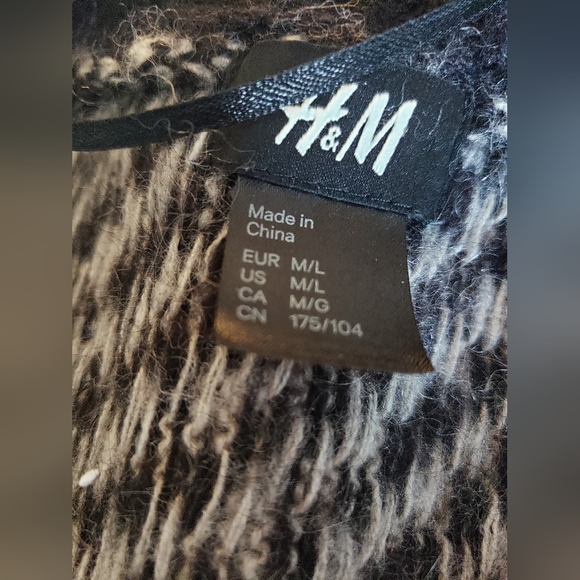 H&M
Made in
China
EUR M/L
US M/L
CA M/G
CN 175/104